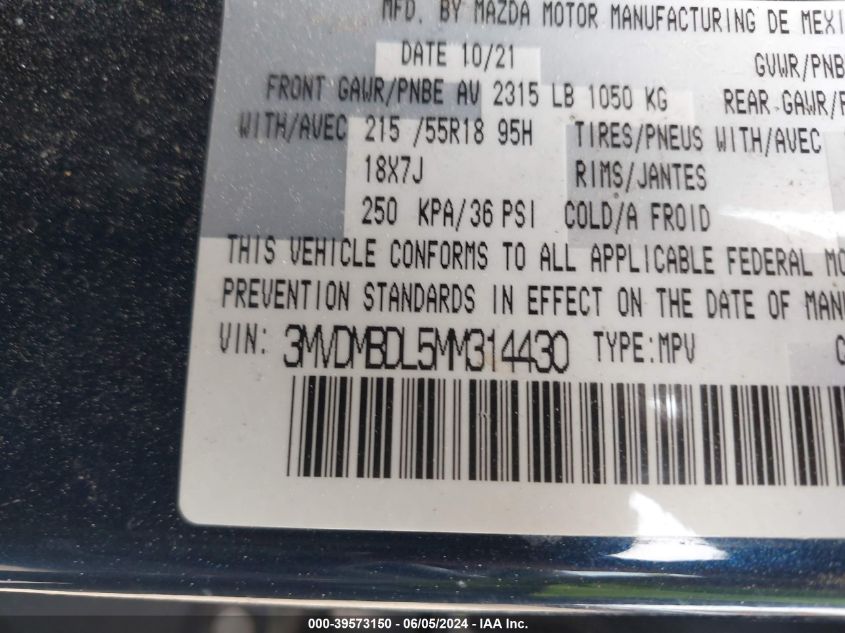 MFD. BY MAZDA MOTOR MANUFACTURING DE MEXI
DATE 10/21 GVWR/PNB
FRONT GAWR/PNBE AV 2315 LB 1050 KG REAR GAWR/P
WITH/AVEC 215 /55R18 95H TIRES/PNEUS WITH/AVEC
18X7J RIMS/JANTES
250 KPA/36 PSI COLD/A FROID
THIS VEHICLE CONFORMS TO ALL APPLICABLE FEDERAL MO
PREVENTION STANDARDS IN EFFECT ON THE DATE OF MANU
VIN: 3MVDMBDL5MM314430 TYPE:MPV C
000-39573150 - 06/05/2024 - IAA, Inc.